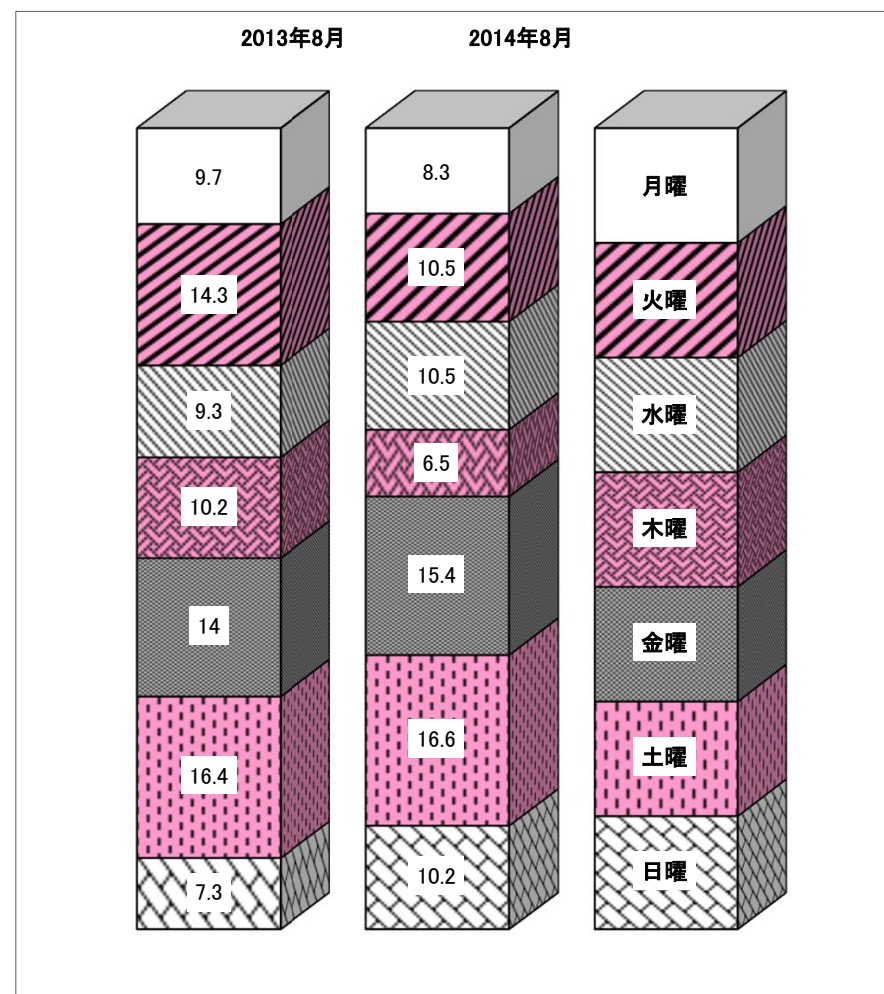 2013年8月 2014年8月
9.7 8.3 月曜
14.3 10.5 火曜
9.3 10.5 水曜
10.2 6.5 木曜
14 15.4 金曜
16.4 16.6 土曜
7.3 10.2 日曜